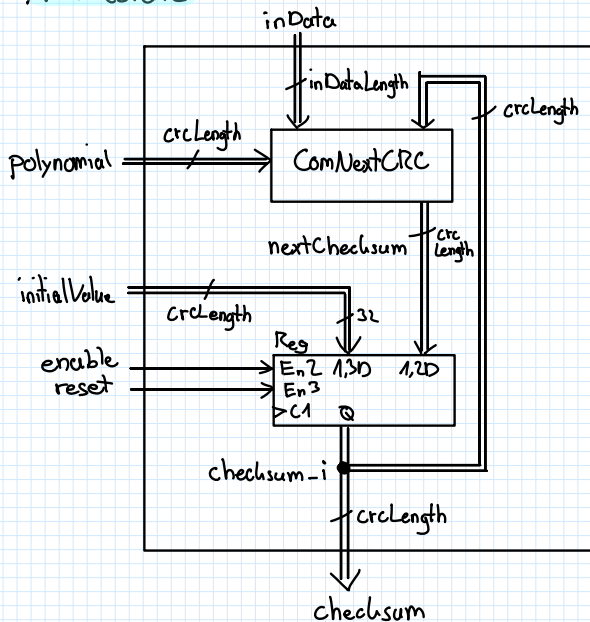 inData
inDataLength
crcLength
crcLength
polynomial
ComNextCRC
nextChecksum
crc
Length
initialValue
crcLength
32
Reg
enable
En2 1,3D 1,2D
reset
En3
>C1 Q
checksum_i
crcLength
checksum